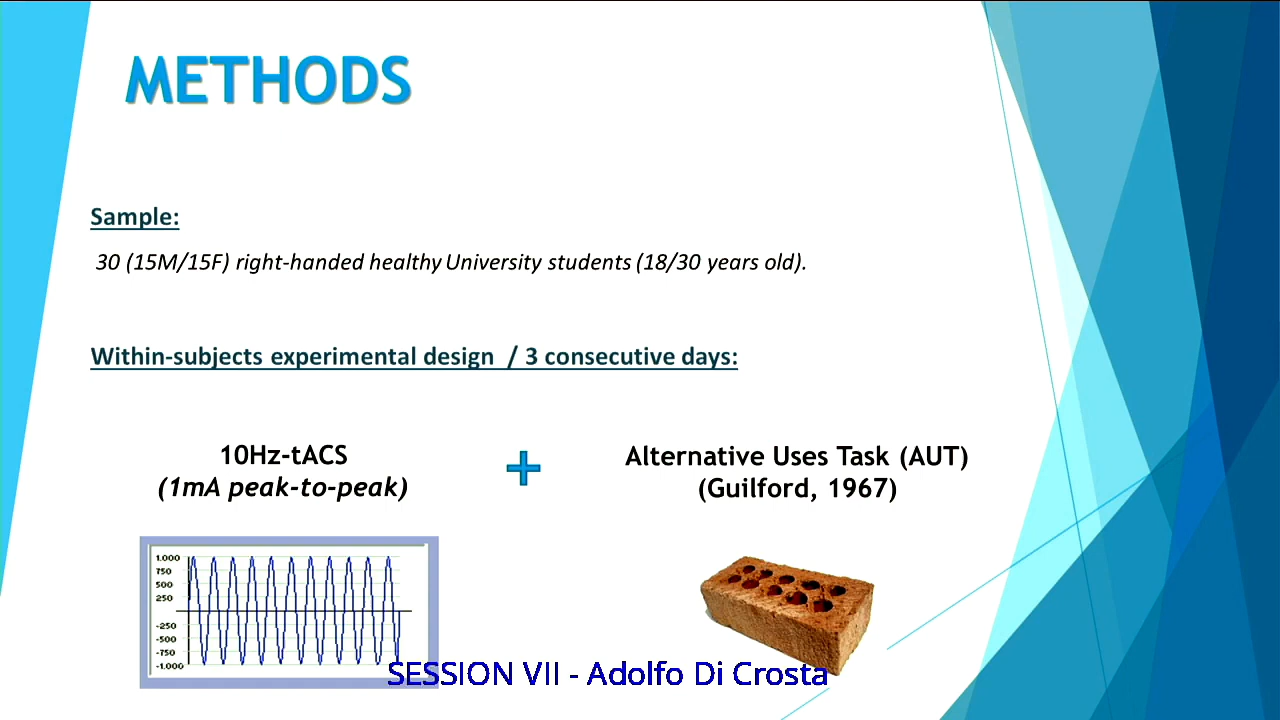 METHODS
Sample:
30 (15M/15F) right-handed healthy University students (18/30 years old).
Within-subjects experimental design / 3 consecutive days:
10Hz-tACS
(1mA peak-to-peak)
Alternative Uses Task (AUT)
(Guilford, 1967)
1.000
750
500
250
-250
-500
-750
-1.000
SESSION VII - Adolfo Di Crosta